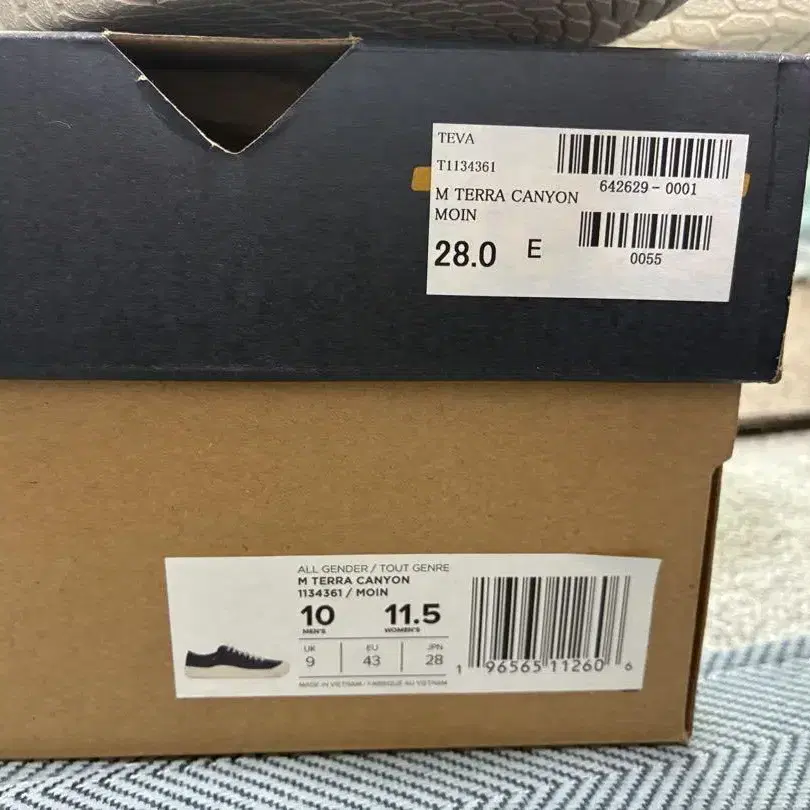 TEVA
T1134361
642629-0001
M TERRA CANYON
MOIN
28.0 E
0055
ALL GENDER / TOUT GENRE
M TERRA CANYON
1134361 / MOIN
10 11.5
MEN'S WOMEN'S
UK EU JPN
9 43 28
MADE IN VIETNAM / FABRIQUÉ AU VIETNAM
1 96565 11260 6